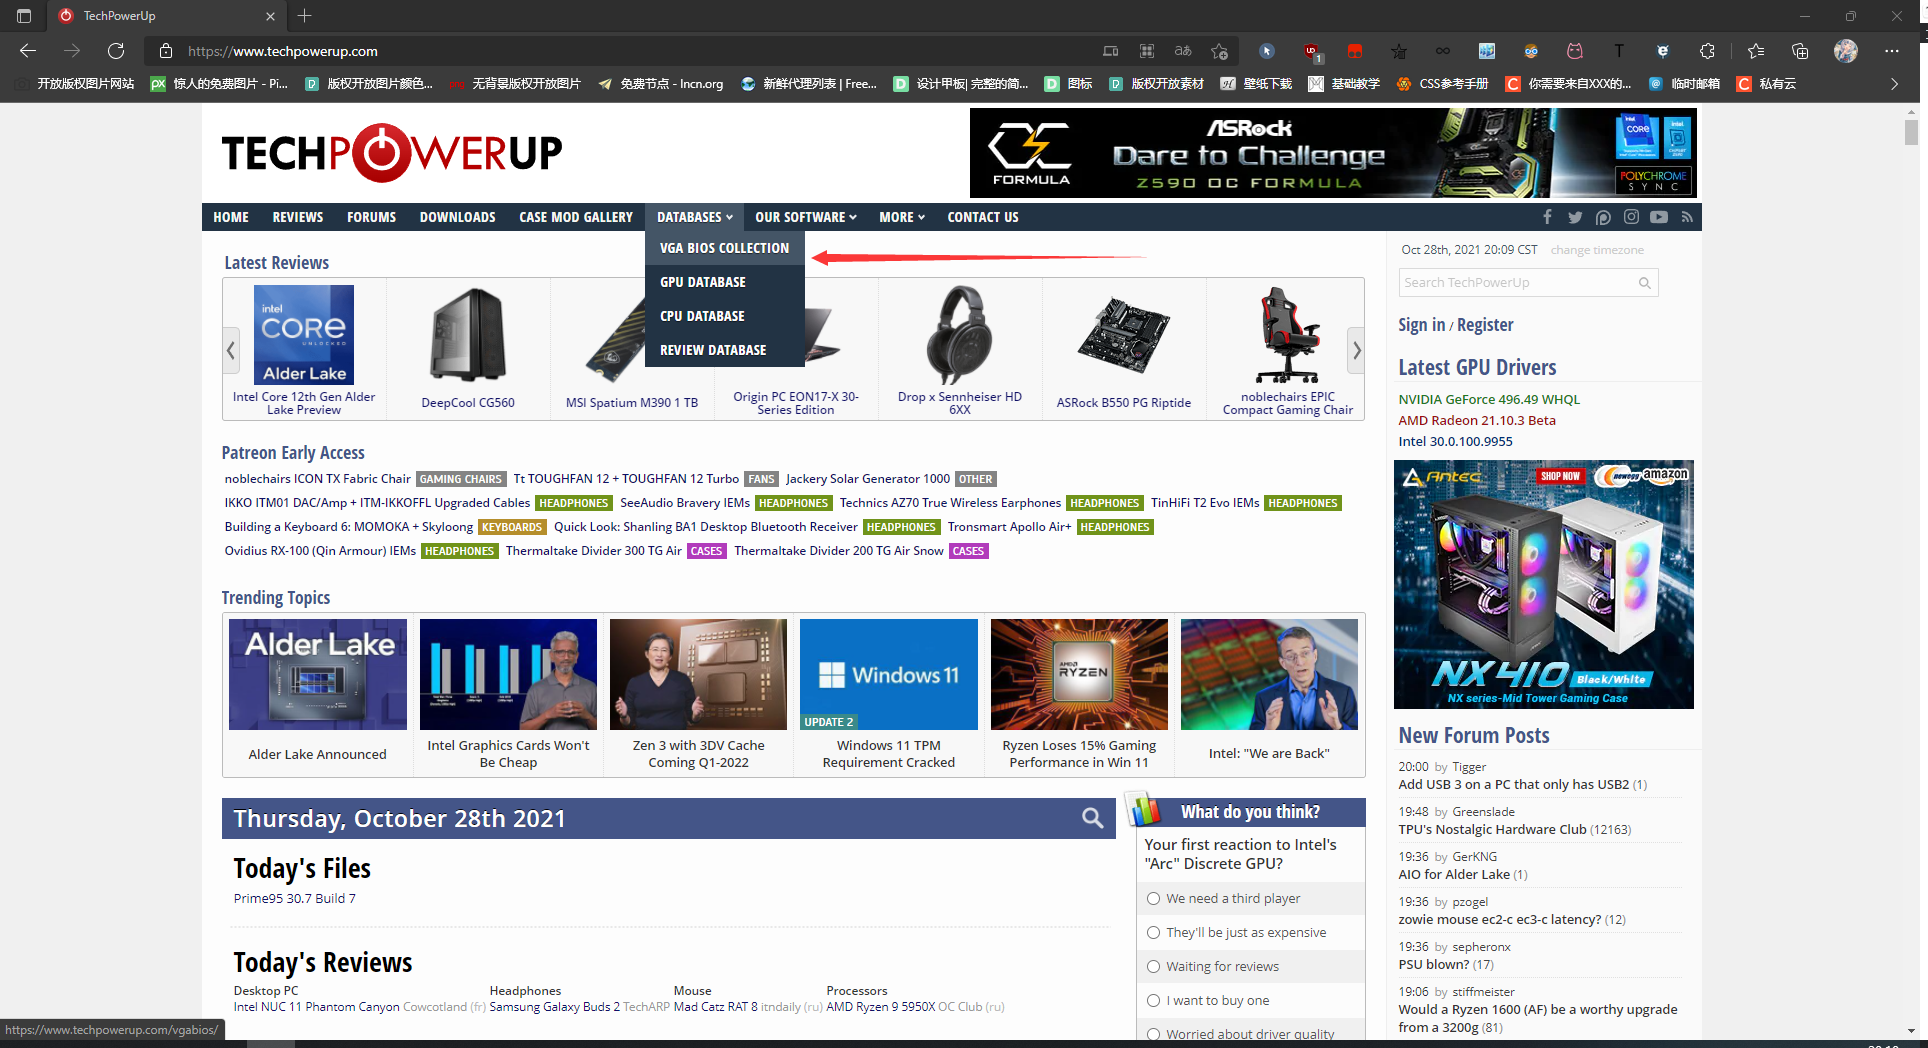 TechPowerUp
https://www.techpowerup.com
开放版权图片网站
惊人的免费图片 - Pi...
版权开放图片颜色...
无背景版权开放图片
免费节点 - lncn.org
新鲜代理列表 | Free...
设计甲板| 完整的简...
图标
版权开放素材
壁纸下载
基础教学
CSS参考手册
你需要来自XXX的...
临时邮箱
私有云
TECHPOWERUP
OC FORMULA
ASRock
Dare to Challenge
Z590 OC FORMULA
intel
CORE
POLYCHROME
SYNC
HOME REVIEWS FORUMS DOWNLOADS CASE MOD GALLERY DATABASES OUR SOFTWARE MORE CONTACT US
VGA BIOS COLLECTION
GPU DATABASE
CPU DATABASE
REVIEW DATABASE
Oct 28th, 2021 20:09 CST change timezone
Search TechPowerUp
Sign in / Register
Latest Reviews
intel
CORE
UNLOCKED
Alder Lake
Intel Core 12th Gen Alder
Lake Preview
DeepCool CG560
MSI Spatium M390 1 TB
Origin PC EON17-X 30-
Series Edition
Drop x Sennheiser HD
6XX
ASRock B550 PG Riptide
noblechairs EPIC
Compact Gaming Chair
Latest GPU Drivers
NVIDIA GeForce 496.49 WHQL
AMD Radeon 21.10.3 Beta
Intel 30.0.100.9955
Patreon Early Access
noblechairs ICON TX Fabric Chair GAMING CHAIRS Tt TOUGHFAN 12 + TOUGHFAN 12 Turbo FANS Jackery Solar Generator 1000 OTHER
IKKO ITM01 DAC/Amp + ITM-IKKOFFL Upgraded Cables HEADPHONES SeeAudio Bravery IEMs HEADPHONES Technics AZ70 True Wireless Earphones HEADPHONES TinHiFi T2 Evo IEMs HEADPHONES
Building a Keyboard 6: MOMOKA + Skyloong KEYBOARDS Quick Look: Shanling BA1 Desktop Bluetooth Receiver HEADPHONES Tronsmart Apollo Air+ HEADPHONES
Ovidius RX-100 (Qin Armour) IEMs HEADPHONES Thermaltake Divider 300 TG Air CASES Thermaltake Divider 200 TG Air Snow CASES
Antec
SHOP NOW
newegg
amazon
NX410
Black/White
NX series-Mid Tower Gaming Case
Trending Topics
Alder Lake
Windows 11
UPDATE 2
AMD
RYZEN
Alder Lake Announced
Intel Graphics Cards Won't
Be Cheap
Zen 3 with 3DV Cache
Coming Q1-2022
Windows 11 TPM
Requirement Cracked
Ryzen Loses 15% Gaming
Performance in Win 11
Intel: "We are Back"
Thursday, October 28th 2021
Today's Files
Prime95 30.7 Build 7
Today's Reviews
Desktop PC
Intel NUC 11 Phantom Canyon Cowcotland (fr)
Headphones
Samsung Galaxy Buds 2 TechARP
Mouse
Mad Catz RAT 8 itndaily (ru)
Processors
AMD Ryzen 9 5950X OC Club (ru)
What do you think?
Your first reaction to Intel's
"Arc" Discrete GPU?
We need a third player
They'll be just as expensive
Waiting for reviews
I want to buy one
Worried about driver quality
New Forum Posts
20:00 by Tigger
Add USB 3 on a PC that only has USB2 (1)
19:48 by Greenslade
TPU's Nostalgic Hardware Club (12163)
19:36 by GerKNG
AIO for Alder Lake (1)
19:36 by pzogel
zowie mouse ec2-c ec3-c latency? (12)
19:36 by sepheronx
PSU blown? (17)
19:06 by stiffmeister
Would a Ryzen 1600 (AF) be a worthy upgrade
from a 3200g (81)
https://www.techpowerup.com/vgabios/